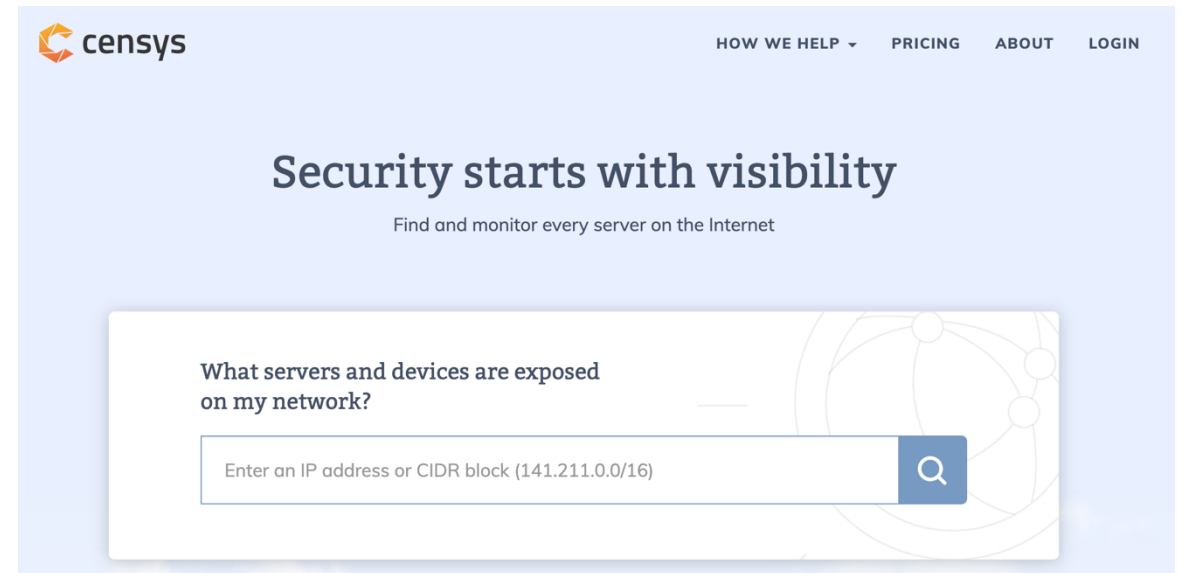 censys
HOW WE HELP PRICING ABOUT LOGIN
Security starts with visibility
Find and monitor every server on the Internet
What servers and devices are exposed
on my network?
Enter an IP address or CIDR block (141.211.0.0/16)